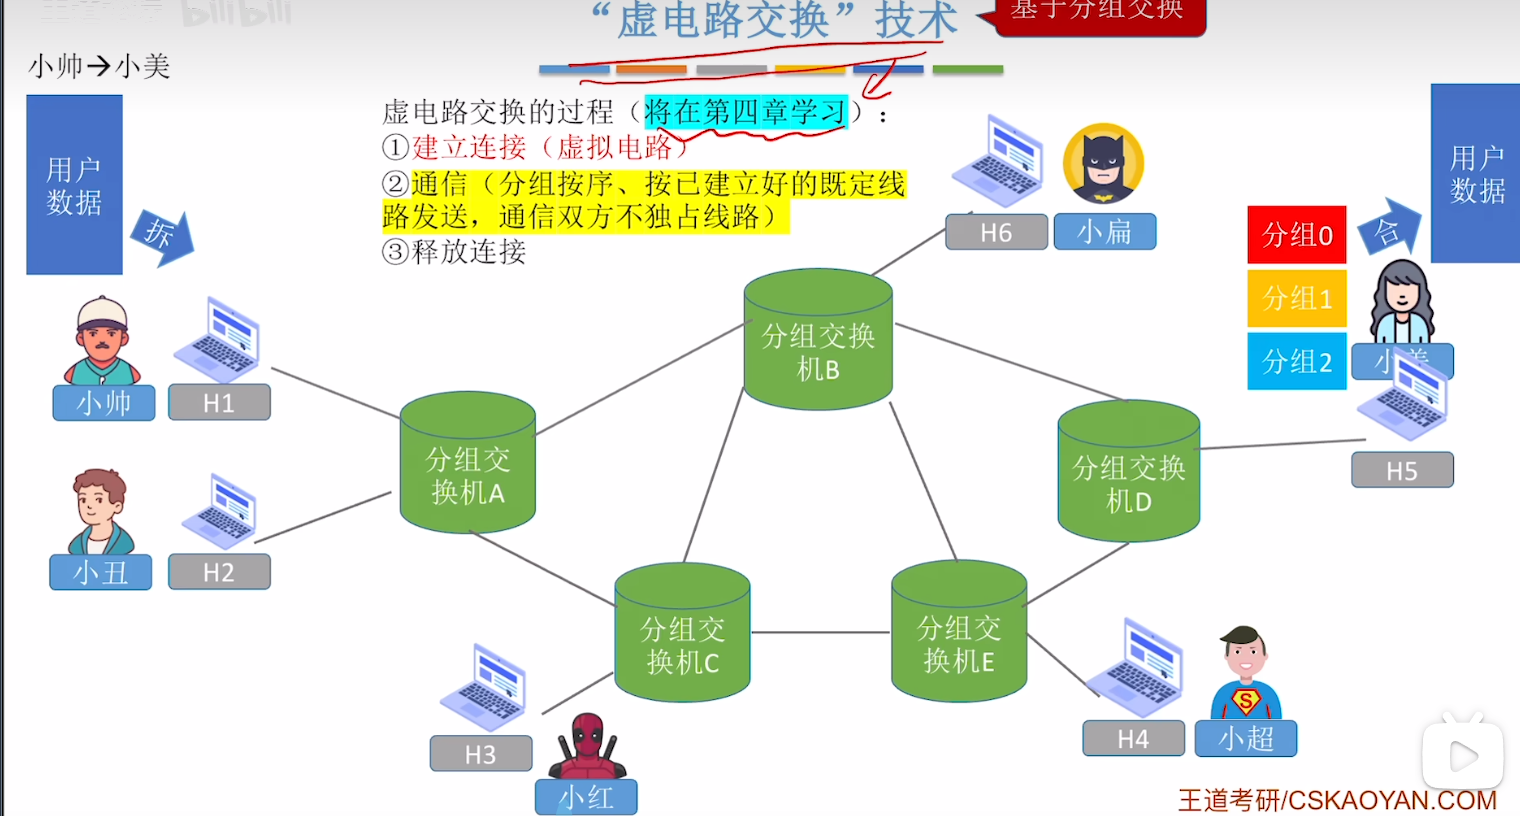 “虚电路交换”技术
基于分组交换
小帅→小美
虚电路交换的过程（将在第四章学习）：
①建立连接（虚拟电路）
②通信（分组按序、按已建立好的既定线
路发送，通信双方不独占线路）
③释放连接
用户
数据
拆
用户
数据
合
分组0
分组1
分组2
H6
小扁
小帅
H1
分组交换
机B
小美
H5
分组交
换机A
分组交换
机D
小丑
H2
分组交
换机C
分组交
换机E
H3
小红
H4
S
小超
王道考研/CSKAOYAN.COM
bilibili